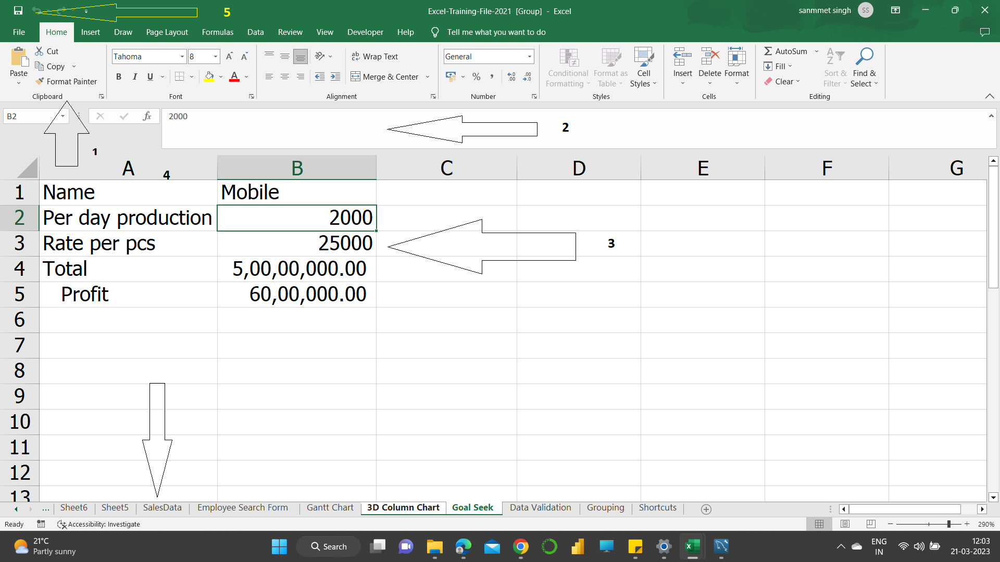 5
Excel-Training-File-2021 [Group] - Excel
sanmmet singh
SS
File Home Insert Draw Page Layout Formulas Data Review View Developer Help Tell me what you want to do
Paste
Cut
Copy
Format Painter
Clipboard
Tahoma 8
B I U A
Font
ab Wrap Text
Merge & Center
Alignment
General
% ,
Number
Conditional Formatting
Format as Table
Cell Styles
Styles
Insert Delete Format
Cells
AutoSum
Fill
Clear
Sort & Filter
Find & Select
Editing
B2 fx 2000
2
1
4
A B C D E F G
1 Name Mobile
2 Per day production 2000
3 Rate per pcs 25000
3
4 Total 5,00,00,000.00
5 Profit 60,00,000.00
6
7
8
9
10
11
12
13
... Sheet6 Sheet5 SalesData Employee Search Form Gantt Chart 3D Column Chart Goal Seek Data Validation Grouping Shortcuts
Ready Accessibility: Investigate 290%
21°C
Partly sunny
Search
ENG
IN
12:03
21-03-2023